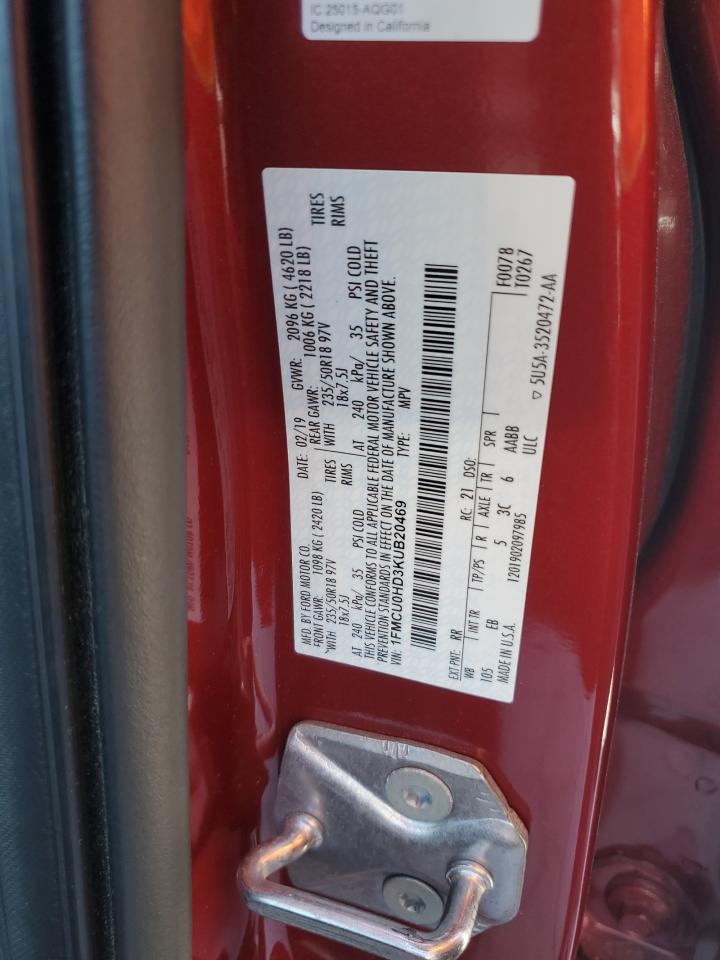 IC 25015-AQG01
Designed in California
MFD. BY FORD MOTOR CO.
DATE: 02/19 GVWR: 2096 KG ( 4620 LB)
FRONT GAWR: 1098 KG ( 2420 LB) REAR GAWR: 1006 KG ( 2218 LB)
WITH 235/50R18 97V TIRES WITH 235/50R18 97V TIRES
18x7.5J RIMS 18x7.5J RIMS
AT 240 kPa/ 35 PSI COLD AT 240 kPa/ 35 PSI COLD
THIS VEHICLE CONFORMS TO ALL APPLICABLE FEDERAL MOTOR VEHICLE SAFETY AND THEFT
PREVENTION STANDARDS IN EFFECT ON THE DATE OF MANUFACTURE SHOWN ABOVE.
VIN: 1FMCU0HD3KUB20469 TYPE: MPV
EXT PNT: RR RC: 21 DSO: F0078
WB INT TR TP/PS R AXLE TR SPR T0267
105 EB 5 3C 6 AABB
MADE IN U.S.A. 1201902097985 ULC ▽ 5U5A-3520472-AA